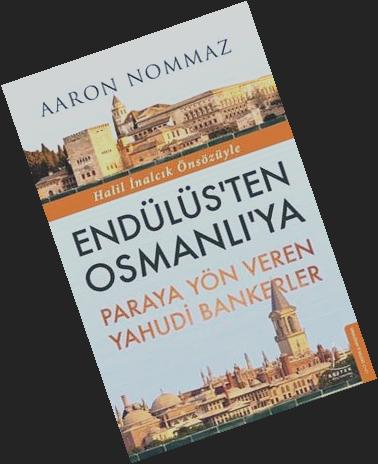 AARON NOMMAZ
Halil İnalcık Önsözüyle
ENDÜLÜS'TEN
OSMANLI'YA
PARAYA YÖN VEREN
YAHUDİ BANKERLER